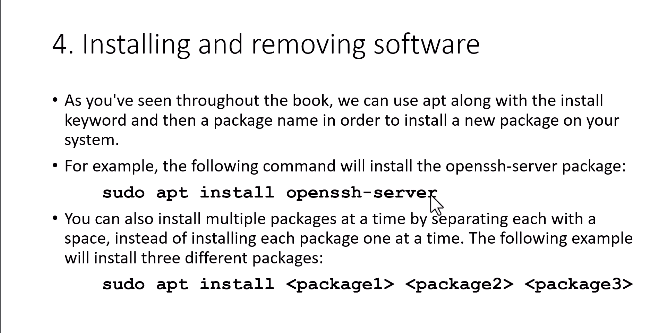 4. Installing and removing software
• As you've seen throughout the book, we can use apt along with the install
keyword and then a package name in order to install a new package on your
system.
• For example, the following command will install the openssh-server package:
sudo apt install openssh-server
• You can also install multiple packages at a time by separating each with a
space, instead of installing each package one at a time. The following example
will install three different packages:
sudo apt install <package1> <package2> <package3>